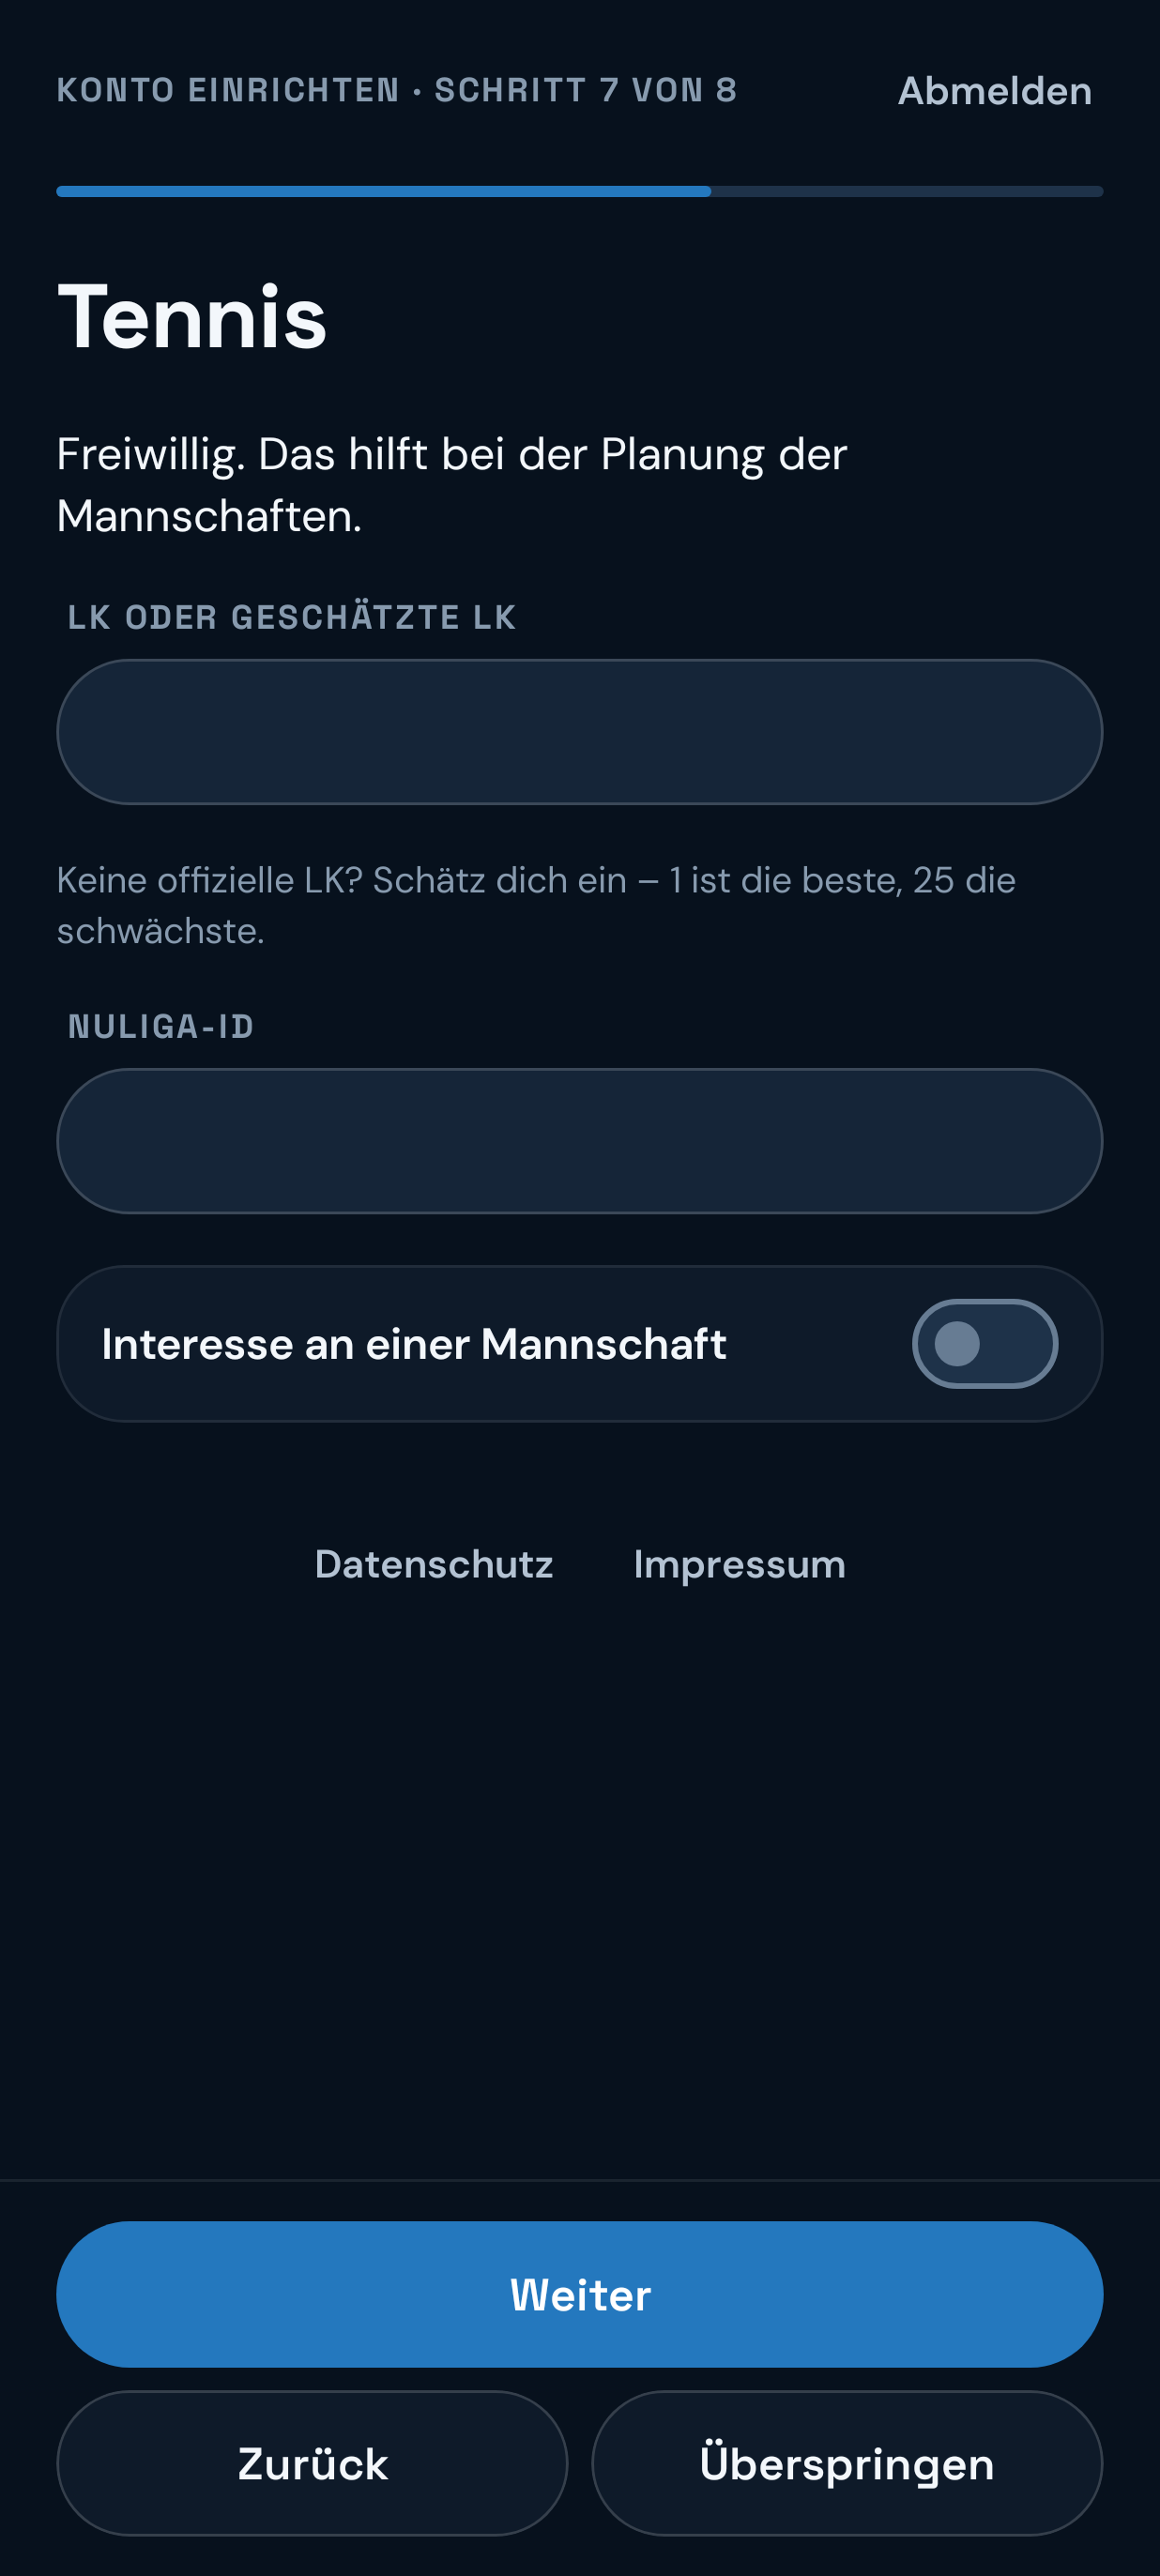 KONTO EINRICHTEN · SCHRITT 7 VON 8
Abmelden
Tennis
Freiwillig. Das hilft bei der Planung der
Mannschaften.
LK ODER GESCHÄTZTE LK
Keine offizielle LK? Schätz dich ein – 1 ist die beste, 25 die
schwächste.
NULIGA-ID
Interesse an einer Mannschaft
Datenschutz
Impressum
Weiter
Zurück
Überspringen